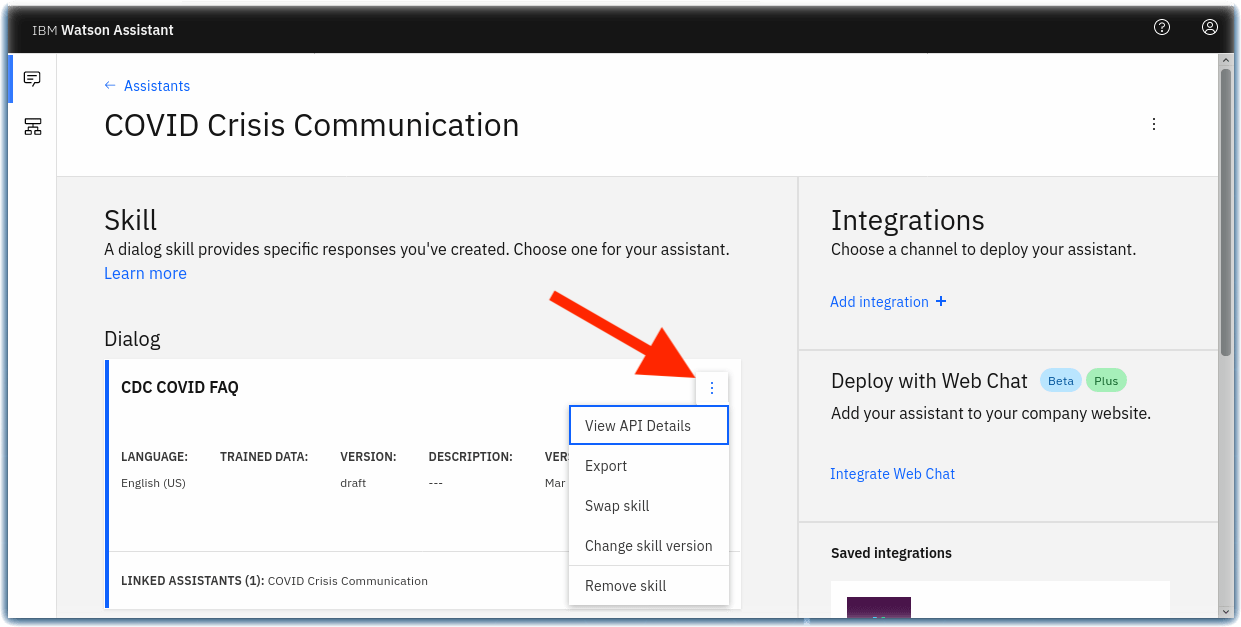 IBM Watson Assistant
← Assistants
COVID Crisis Communication
Skill
A dialog skill provides specific responses you've created. Choose one for your assistant.
Learn more
Dialog
CDC COVID FAQ
LANGUAGE: TRAINED DATA: VERSION: DESCRIPTION:
English (US) draft --- Mar
LINKED ASSISTANTS (1): COVID Crisis Communication
View API Details
Export
Swap skill
Change skill version
Remove skill
Integrations
Choose a channel to deploy your assistant.
Add integration +
Deploy with Web Chat Beta Plus
Add your assistant to your company website.
Integrate Web Chat
Saved integrations